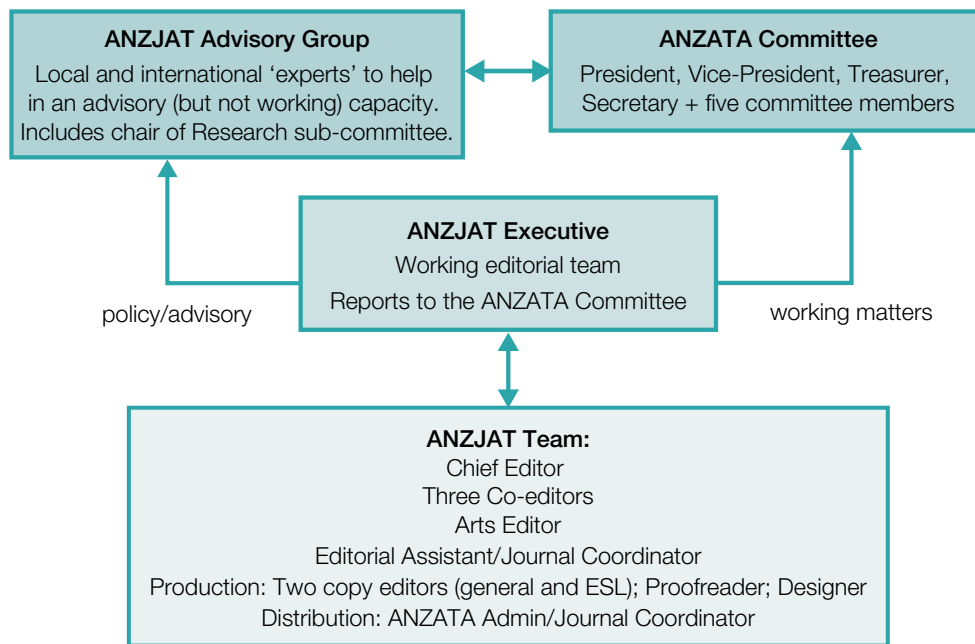 ANZJAT Advisory Group
Local and international ‘experts’ to help
in an advisory (but not working) capacity.
Includes chair of Research sub-committee.
ANZATA Committee
President, Vice-President, Treasurer,
Secretary + five committee members
ANZJAT Executive
Working editorial team
Reports to the ANZATA Committee
policy/advisory
working matters
ANZJAT Team:
Chief Editor
Three Co-editors
Arts Editor
Editorial Assistant/Journal Coordinator
Production: Two copy editors (general and ESL); Proofreader; Designer
Distribution: ANZATA Admin/Journal Coordinator